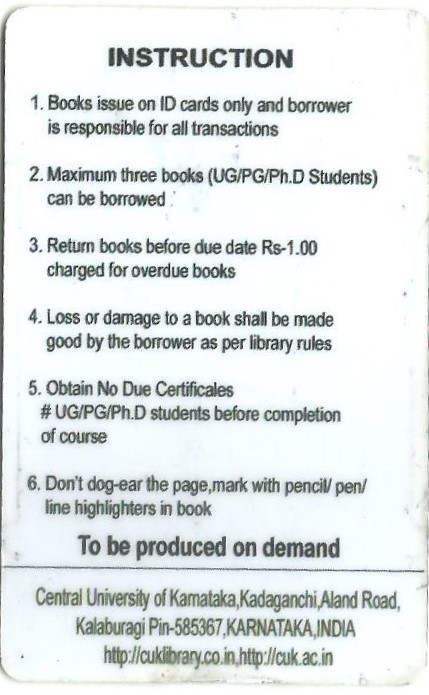 INSTRUCTION
1. Books issue on ID cards only and borrower
is responsible for all transactions
2. Maximum three books (UG/PG/Ph.D Students)
can be borrowed
3. Return books before due date Rs-1.00
charged for overdue books
4. Loss or damage to a book shall be made
good by the borrower as per library rules
5. Obtain No Due Certificales
# UG/PG/Ph.D students before completion
of course
6. Don't dog-ear the page,mark with pencil/ pen/
line highlighters in book
To be produced on demand
Central University of Karnataka,Kadaganchi,Aland Road,
Kalaburagi Pin-585367,KARNATAKA,INDIA
http://cuklibrary.co.in,http://cuk.ac.in